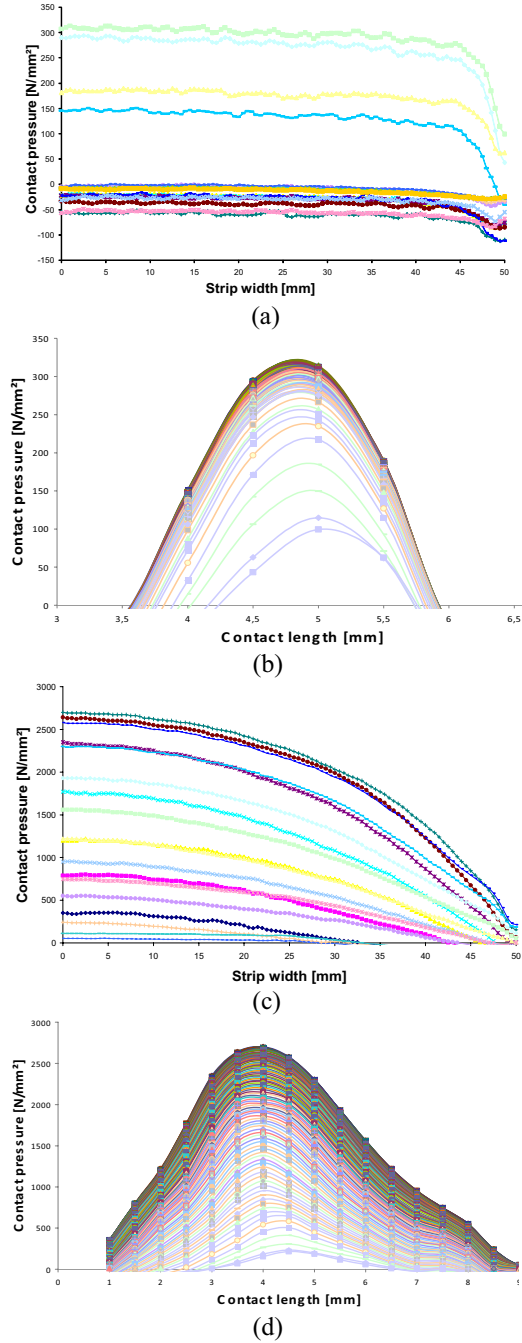 Contact pressure [N/mm²]
350
300
250
200
150
100
50
0
-50
-100
-150
0 5 10 15 20 25 30 35 40 45 50
Strip width [mm]
(a)
Contact pressure [N/mm²]
350
300
250
200
150
100
50
0
3 3,5 4 4,5 5 5,5 6 6,5
Contact length [mm]
(b)
Contact pressure [N/mm²]
3000
2500
2000
1500
1000
500
0
0 5 10 15 20 25 30 35 40 45 50
Strip width [mm]
(c)
Contact pressure [N/mm²]
3000
2500
2000
1500
1000
500
0
0 1 2 3 4 5 6 7 8 9
Contact length [mm]
(d)